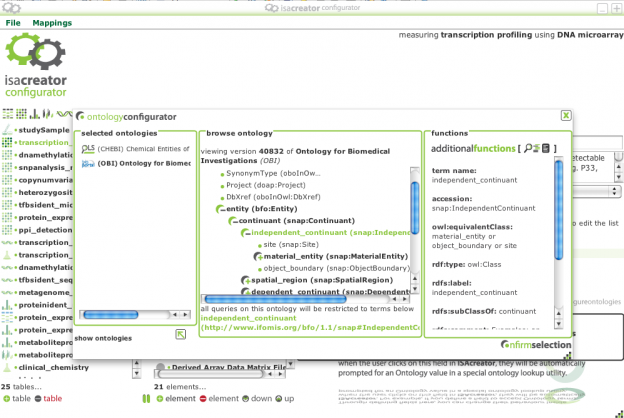 isacreator configurator
File Mappings
measuring transcription profiling using DNA microarray
isacreator
configurator
ontologyconfigurator
selected ontologies
OLS (CHEBI) Chemical Entities of
(OBI) Ontology for Biomed
show ontologies
browse ontology
viewing version 40832 of Ontology for Biomedical
Investigations (OBI)
SynonymType (oboInOw...
Project (doap:Project)
DbXref (oboInOwl:DbXref)
entity (bfo:Entity)
continuant (snap:Continuant)
independent_continuant (snap:Indepen
site (snap:Site)
material_entity (snap:MaterialEntity)
object_boundary (snap:ObjectBoundary)
spatial_region (snap:SpatialRegion)
dependent_continuant (snap:Dependent
all queries on this ontology will be restricted to terms below
independent_continuant
(http://www.ifomis.org/bfo/1.1/snap#IndependentC
functions
additionalfunctions [ ]
term name:
independent_continuant
accession:
snap:IndependentContinuant
owl:equivalentClass:
material_entity or
object_boundary or site
rdf:type: owl:Class
rdfs:label:
independent_continuant
rdfs:subClassOf: continuant
confirmselection
studySample
transcription_
dnamethylation
snpanalysis_
copynumvaria
heterozygosit
tfbsident_mic
protein_expre
ppi_detection
transcription_
transcription_
dnamethylation
tfbsident_seq
metagenome_
proteinident_
protein_expre
protein_expre
metaboliteprof
metaboliteprof
clinical_chemistry
25 tables...
table table
Derived Array Data Matrix File
21 elements...
element element down up
detectable
g. P33,
o edit the list
figureontologies
when the user clicks on this field in ISAcreator, they will be automatically
prompted for an Ontology value in a special ontology lookup utility.